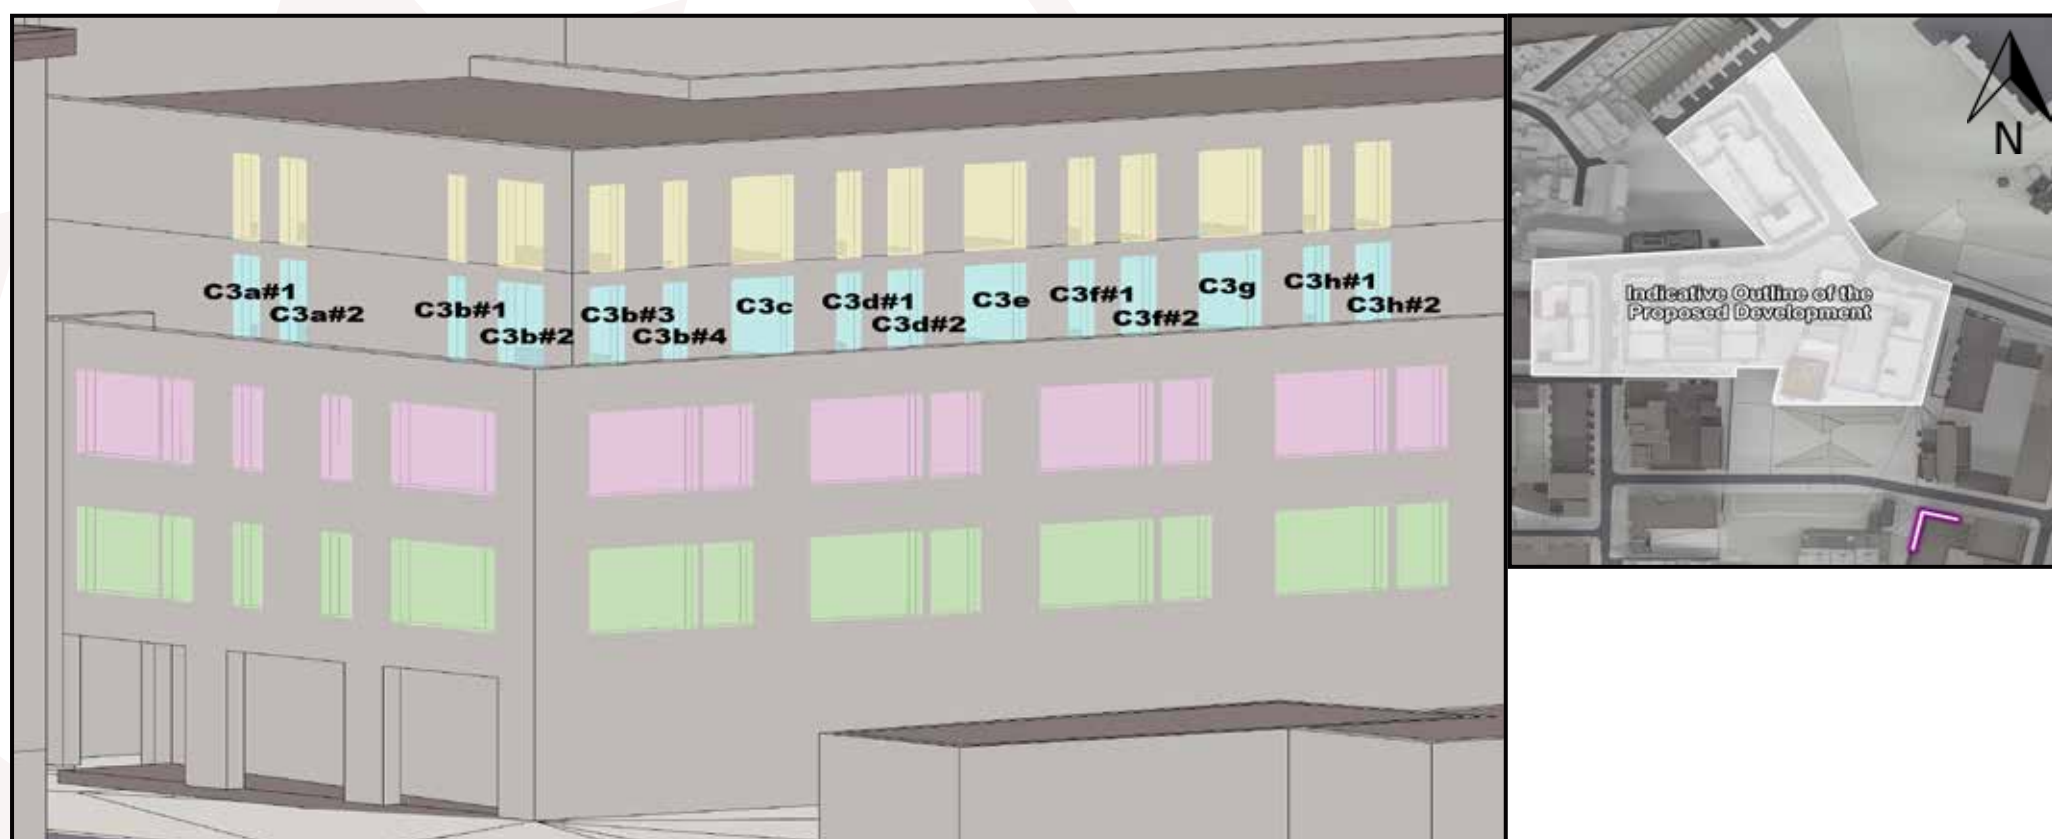 C3a#1
C3a#2
C3b#1
C3b#2
C3b#3
C3b#4
C3c
C3d#1
C3d#2
C3e
C3f#1
C3f#2
C3g
C3h#1
C3h#2
N
Indicative Outline of the
Proposed Development